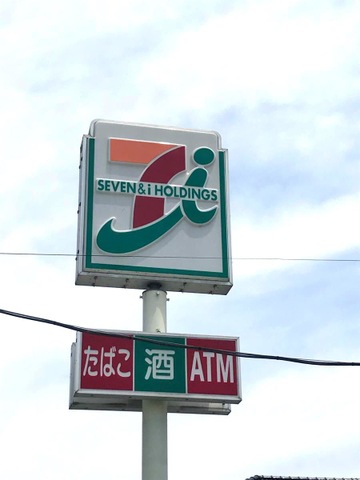 SEVEN & i HOLDINGS
たばこ 酒 ATM